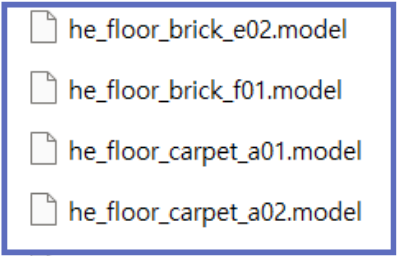 he_floor_brick_e02.model
he_floor_brick_f01.model
he_floor_carpet_a01.model
he_floor_carpet_a02.model